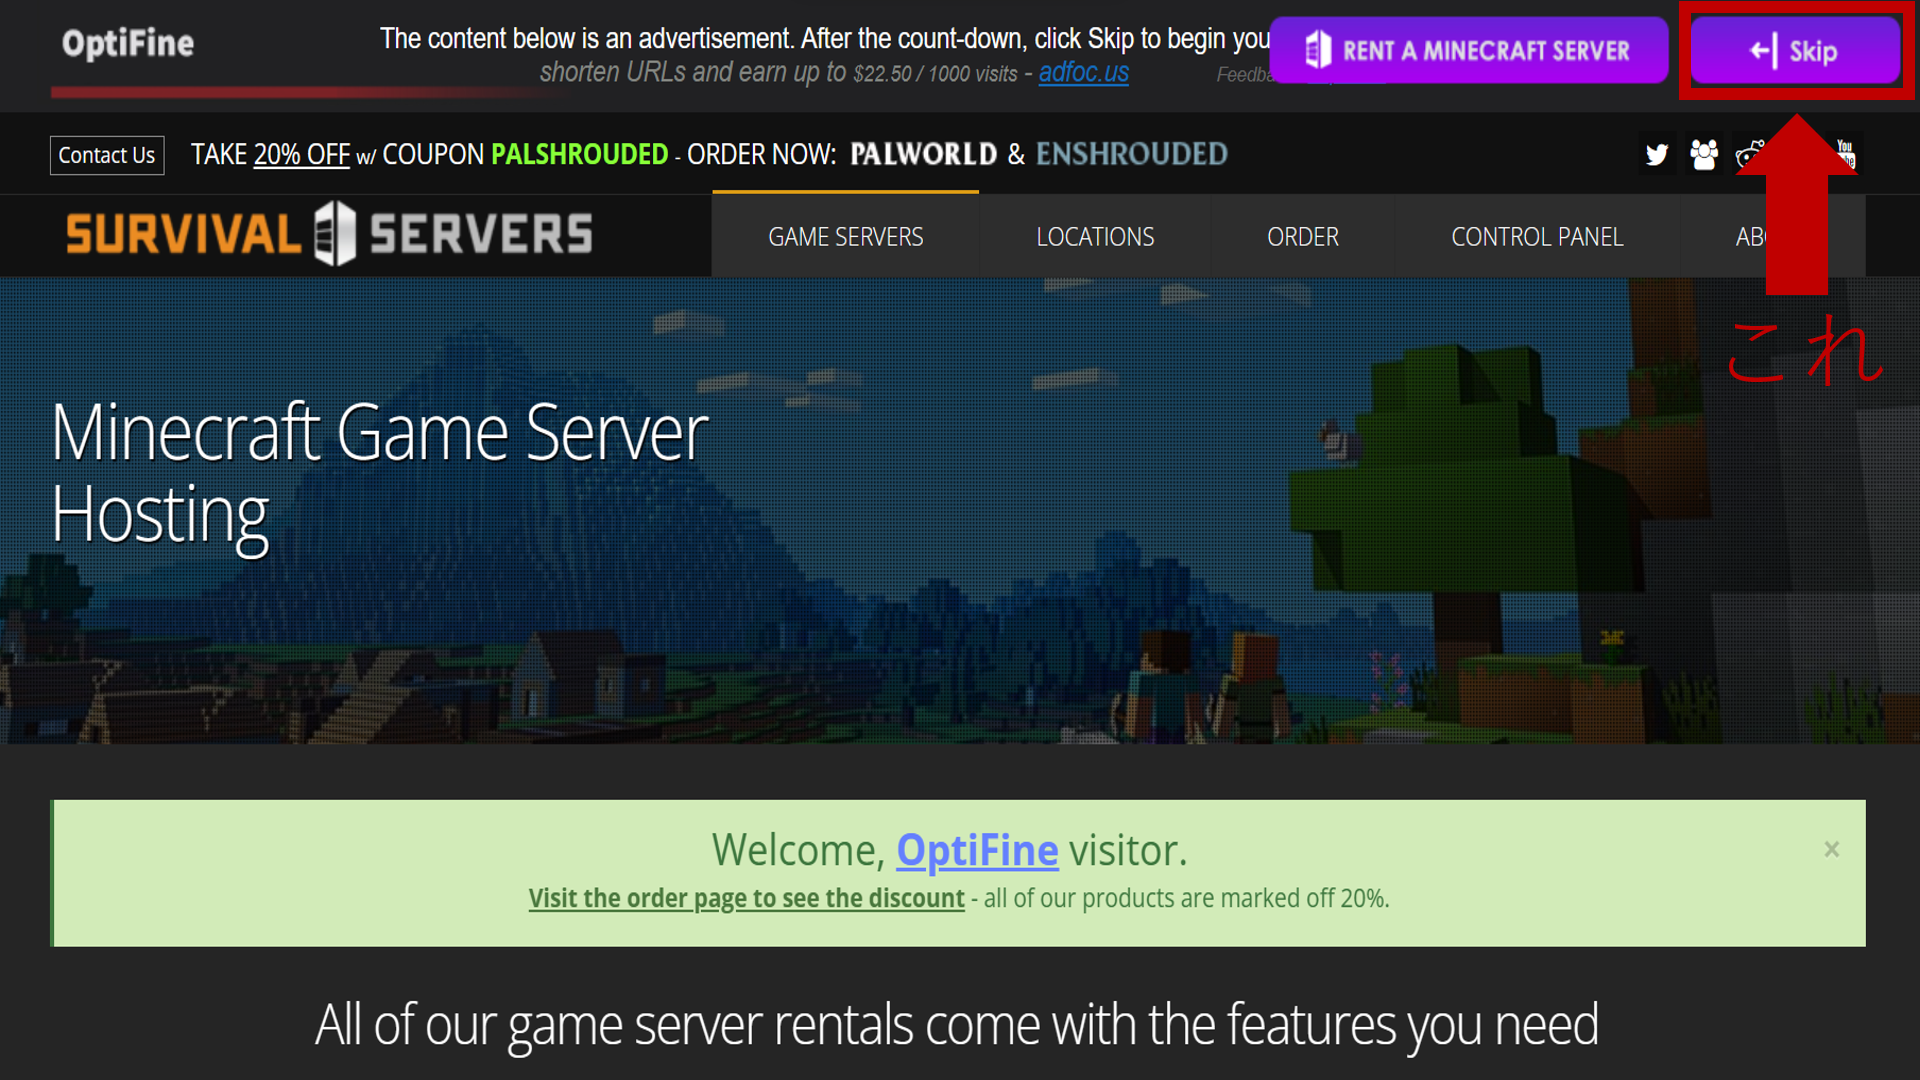 OptiFine
The content below is an advertisement. After the count-down, click Skip to begin you
shorten URLs and earn up to $22.50 / 1000 visits - adfoc.us
Feedba
RENT A MINECRAFT SERVER
Skip
Contact Us
TAKE 20% OFF w/ COUPON PALSHROUDED - ORDER NOW: PALWORLD & ENSHROUDED
You
SURVIVAL SERVERS
GAME SERVERS
LOCATIONS
ORDER
CONTROL PANEL
AB
これ
Minecraft Game Server
Hosting
Welcome, OptiFine visitor.
×
Visit the order page to see the discount - all of our products are marked off 20%.
All of our game server rentals come with the features you need